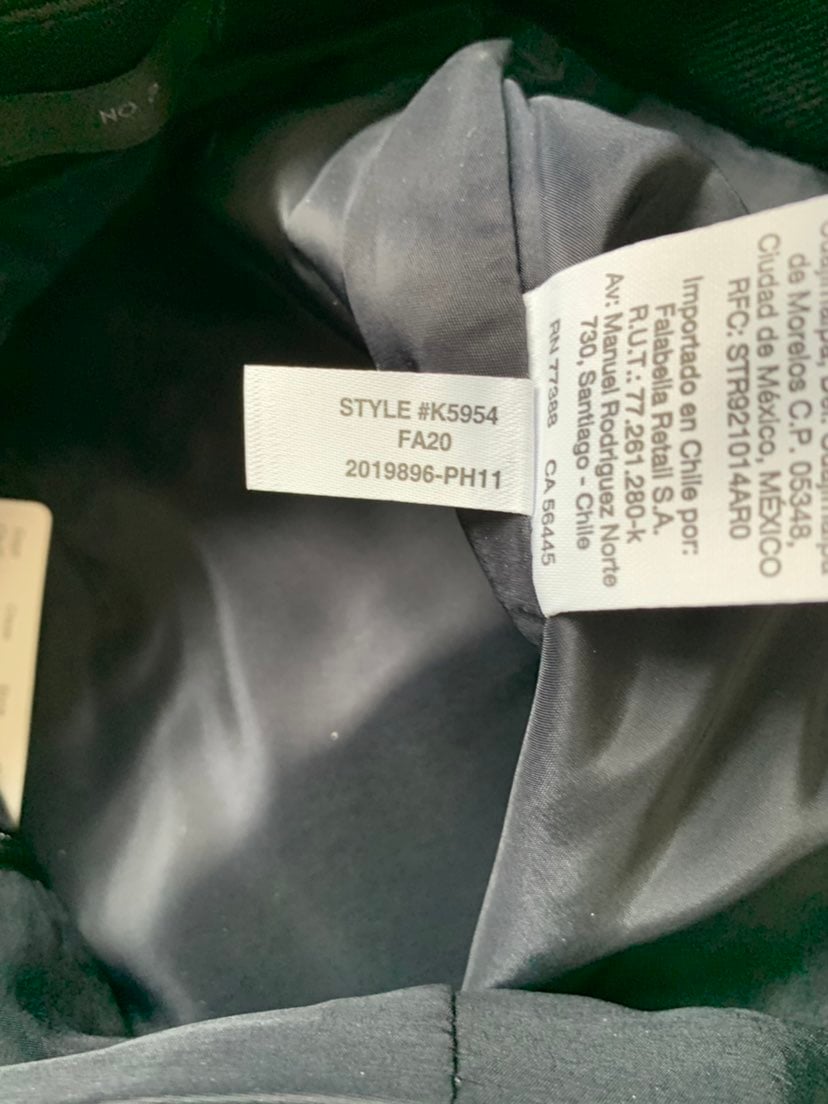 NO
STYLE #K5954
FA20
2019896-PH11
de Morelos C.P. 05348,
Ciudad de México, MÉXICO
RFC: STR921014AR0
Importado en Chile por:
Falabella Retail S.A.
R.U.T.: 77.261.280-k
Av: Manuel Rodriguez Norte
730, Santiago - Chile
RN 77388 CA 56445